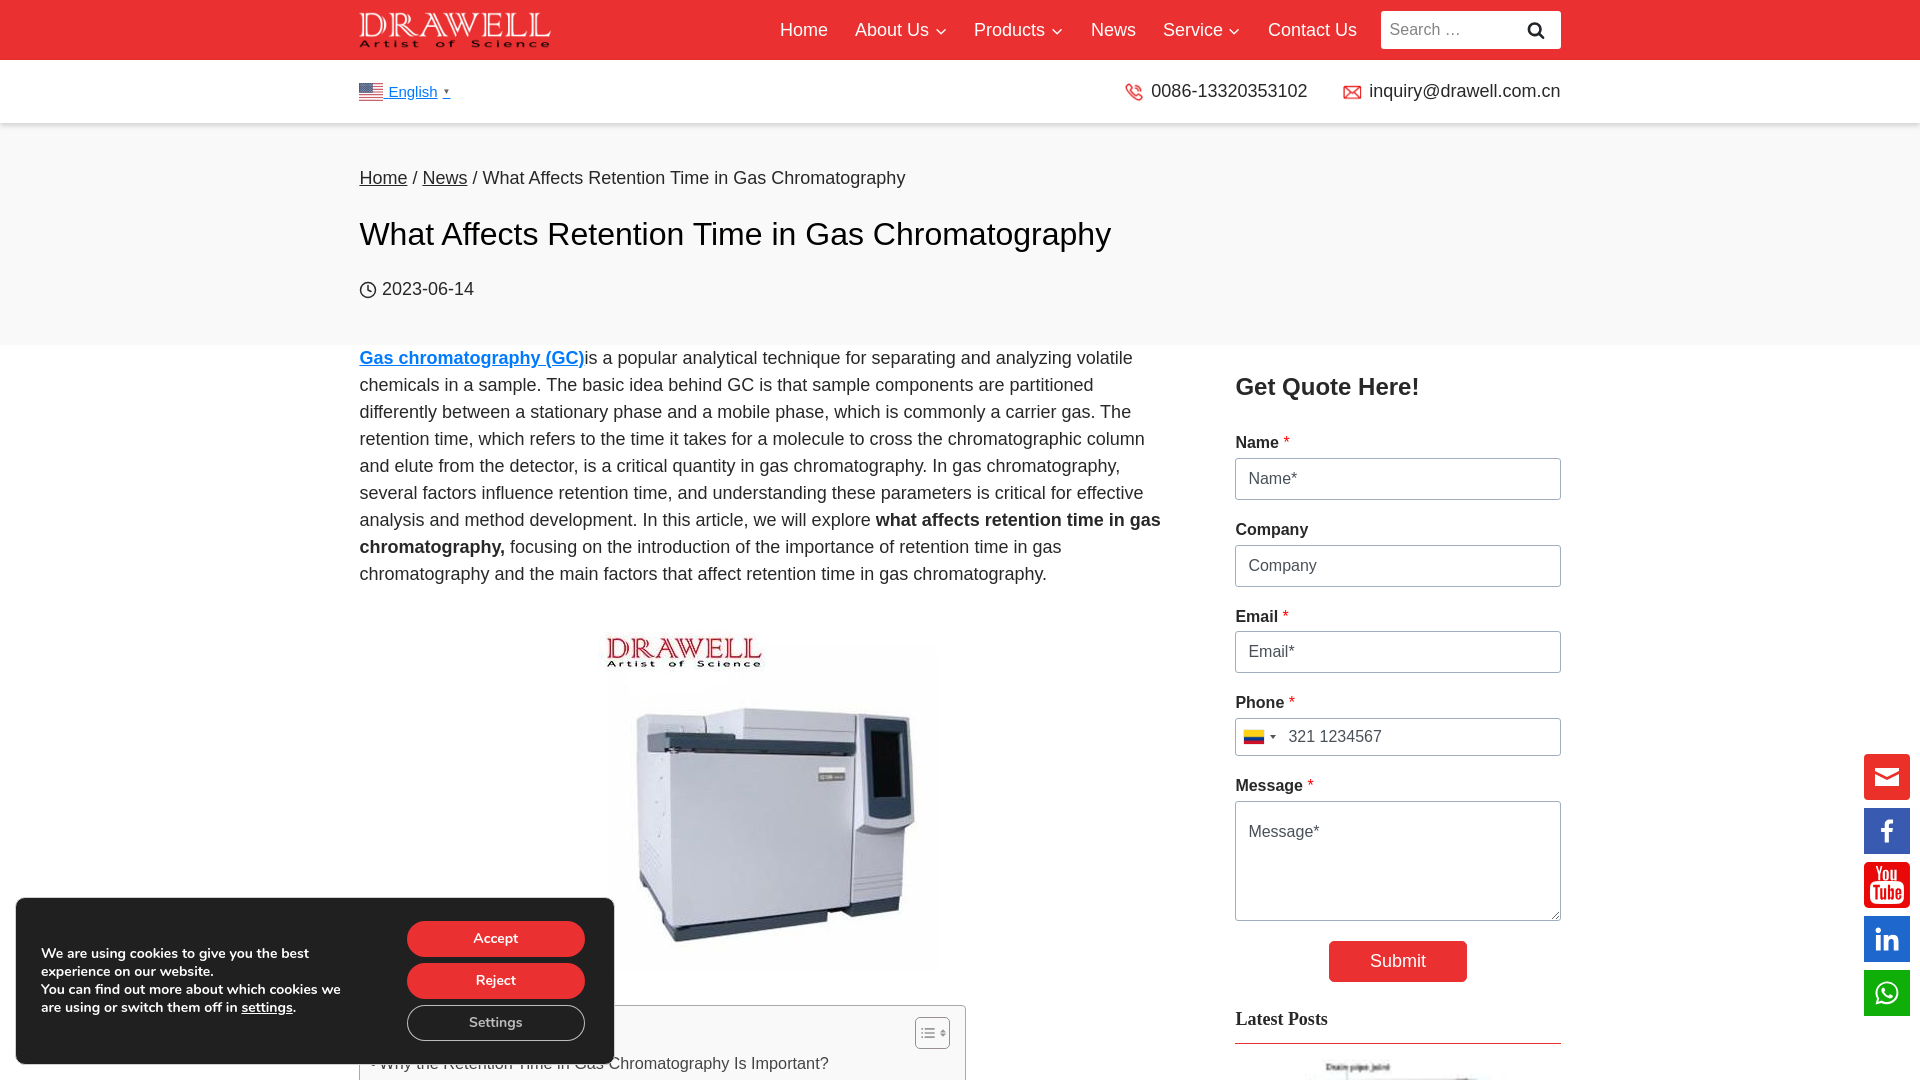 DRAWELL
Artist of Science
Home
About Us
Products
News
Service
Contact Us
Search …
English ▼
0086-13320353102
inquiry@drawell.com.cn
Home / News / What Affects Retention Time in Gas Chromatography
What Affects Retention Time in Gas Chromatography
2023-06-14
Gas chromatography (GC)is a popular analytical technique for separating and analyzing volatile
chemicals in a sample. The basic idea behind GC is that sample components are partitioned
differently between a stationary phase and a mobile phase, which is commonly a carrier gas. The
retention time, which refers to the time it takes for a molecule to cross the chromatographic column
and elute from the detector, is a critical quantity in gas chromatography. In gas chromatography,
several factors influence retention time, and understanding these parameters is critical for effective
analysis and method development. In this article, we will explore what affects retention time in gas
chromatography, focusing on the introduction of the importance of retention time in gas
chromatography and the main factors that affect retention time in gas chromatography.
DRAWELL
Artist of Science
Why the Retention Time in Gas Chromatography Is Important?
Get Quote Here!
Name *
Name*
Company
Company
Email *
Email*
Phone *
321 1234567
Message *
Message*
Submit
Latest Posts
Drain pipe joint
You
Tube
in
We are using cookies to give you the best
experience on our website.
You can find out more about which cookies we
are using or switch them off in settings.
Accept
Reject
Settings